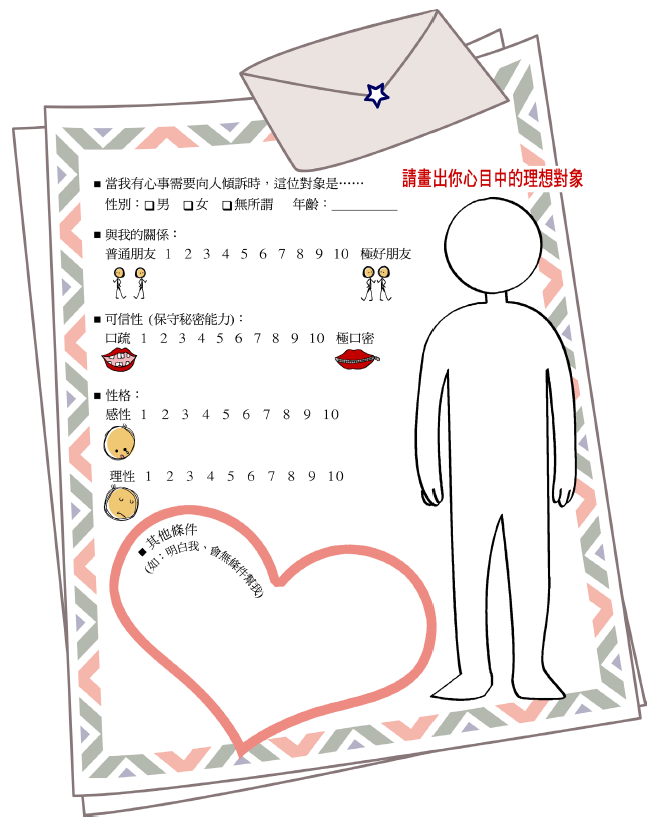 ■ 當我有心事需要向人傾訴時，這位對象是……
性別：□男 □女 □無所謂 年齡：__________
請畫出你心目中的理想對象
■ 與我的關係：
普通朋友 1 2 3 4 5 6 7 8 9 10 極好朋友
■ 可信性 (保守秘密能力)：
口疏 1 2 3 4 5 6 7 8 9 10 極口密
■ 性格：
感性 1 2 3 4 5 6 7 8 9 10
理性 1 2 3 4 5 6 7 8 9 10
■ 其他條件
(如：明白我、會無條件幫我)